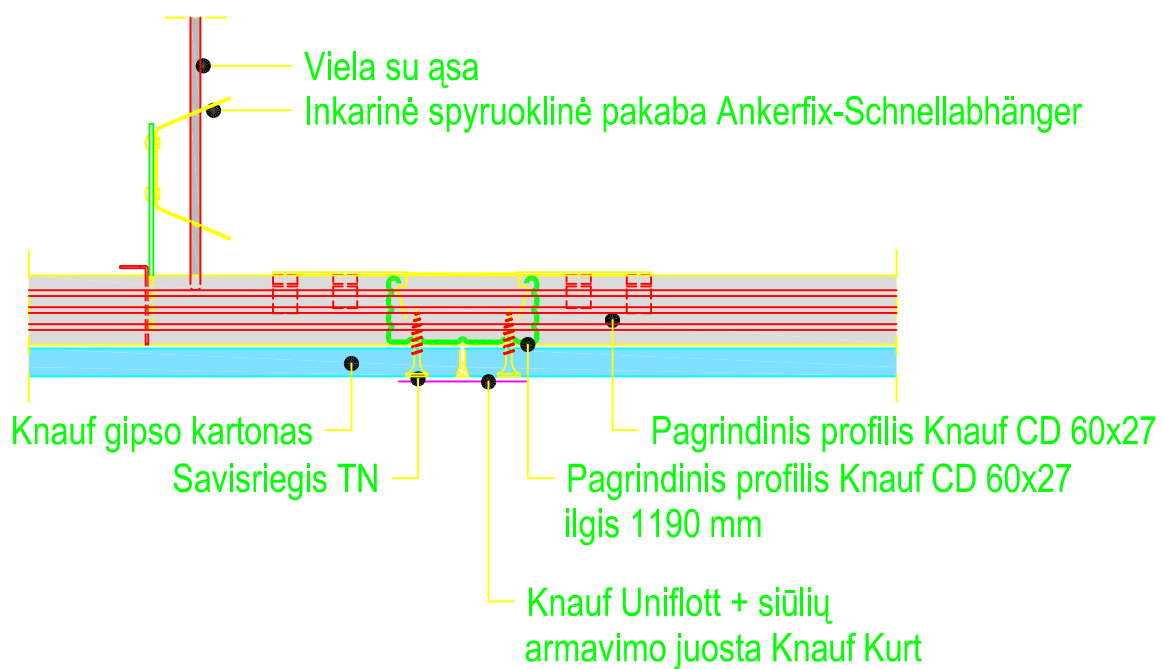 Viela su ąsa
Inkarinė spyruoklinė pakaba Ankerfix-Schnellabhänger
Knauf gipso kartonas
Pagrindinis profilis Knauf CD 60x27
Savisriegis TN
Pagrindinis profilis Knauf CD 60x27
ilgis 1190 mm
Knauf Uniflott + siūlių
armavimo juosta Knauf Kurt